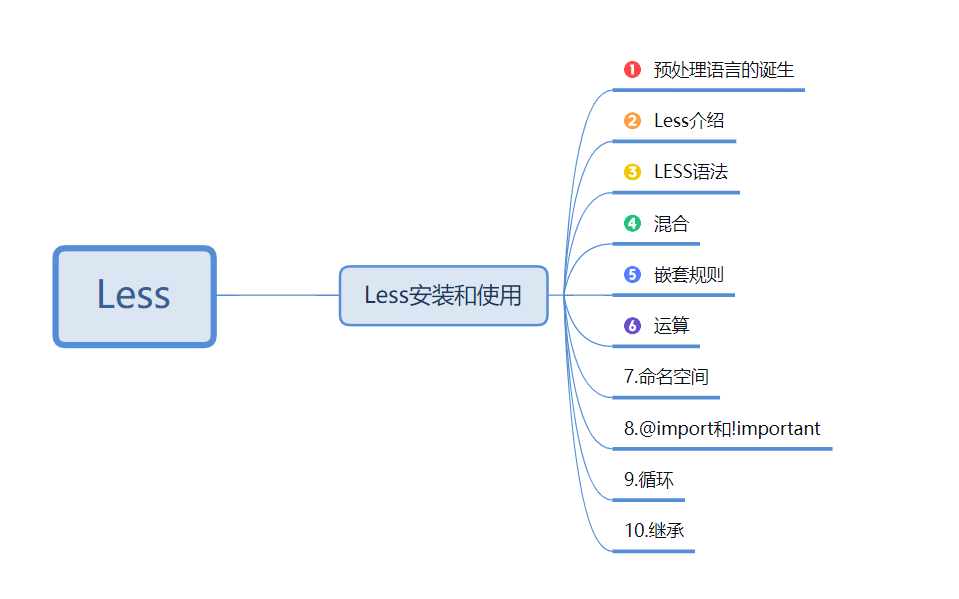 Less
Less安装和使用
❶ 预处理语言的诞生
❷ Less介绍
❸ LESS语法
❹ 混合
❺ 嵌套规则
❻ 运算
7.命名空间
8.@import和!important
9.循环
10.继承